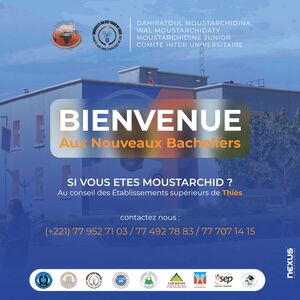 DAHIRATOUL MOUSTARCHIDINA
WAL MOUSTARCHIDATY
MOUSTARCHIDINE JUNIOR
COMITÉ INTER UNIVERSITAIRE
BIENVENUE
Aux Nouveaux Bacheliers
SI VOUS ETES MOUSTARCHID ?
Au conseil des Établissements supérieurs de Thiès
contactez nous :
(+221) 77 952 71 03 / 77 492 78 83 / 77 707 14 15
NEXUS
USSEIN
isep